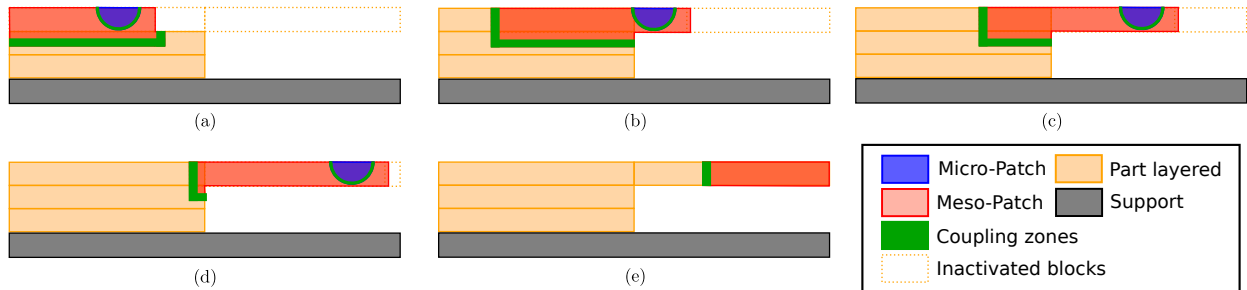 (a)
(b)
(c)
(d)
(e)
Micro-Patch
Part layered
Meso-Patch
Support
Coupling zones
Inactivated blocks